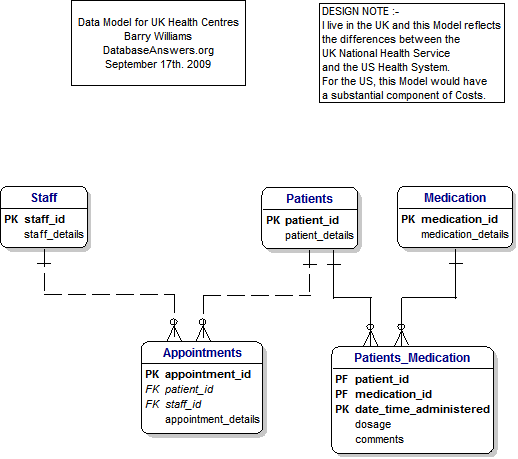 Data Model for UK Health Centres
Barry Williams
DatabaseAnswers.org
September 17th. 2009
DESIGN NOTE :-
I live in the UK and this Model reflects
the differences between the
UK National Health Service
and the US Health System.
For the US, this Model would have
a substantial component of Costs.
Staff
PK staff_id
staff_details
Patients
PK patient_id
patient_details
Medication
PK medication_id
medication_details
Appointments
PK appointment_id
FK patient_id
FK staff_id
appointment_details
Patients_Medication
PF patient_id
PF medication_id
PK date_time_administered
dosage
comments